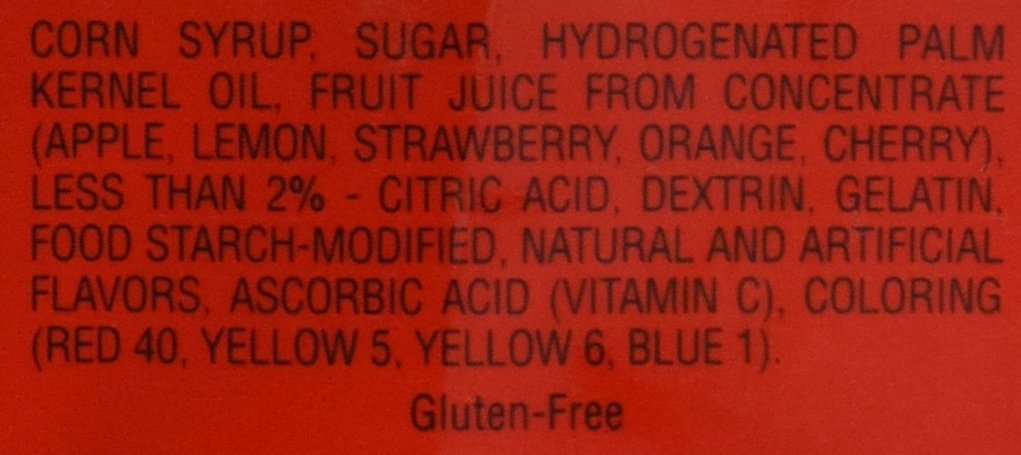 CORN SYRUP, SUGAR, HYDROGENATED PALM
KERNEL OIL, FRUIT JUICE FROM CONCENTRATE
(APPLE, LEMON, STRAWBERRY, ORANGE, CHERRY),
LESS THAN 2% - CITRIC ACID, DEXTRIN, GELATIN,
FOOD STARCH-MODIFIED, NATURAL AND ARTIFICIAL
FLAVORS, ASCORBIC ACID (VITAMIN C), COLORING
(RED 40, YELLOW 5, YELLOW 6, BLUE 1).
Gluten-Free